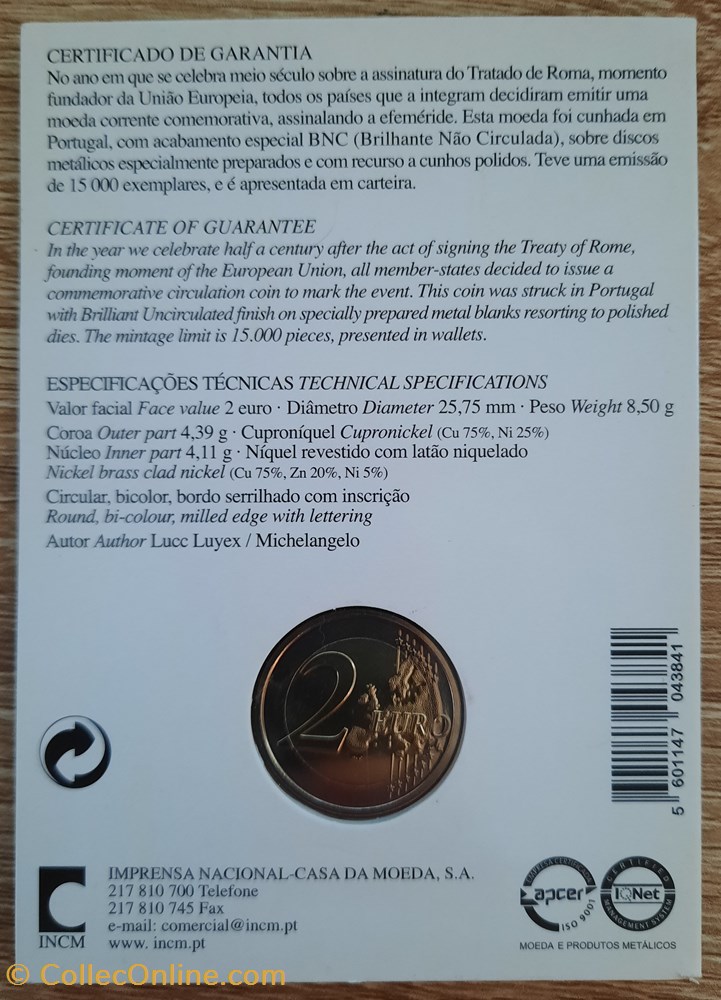 CERTIFICADO DE GARANTIA
No ano em que se celebra meio século sobre a assinatura do Tratado de Roma, momento
fundador da União Europeia, todos os países que a integram decidiram emitir uma
moeda corrente comemorativa, assinalando a efeméride. Esta moeda foi cunhada em
Portugal, com acabamento especial BNC (Brilhante Não Circulada), sobre discos
metálicos especialmente preparados e com recurso a cunhos polidos. Teve uma emissão
de 15 000 exemplares, e é apresentada em carteira.
CERTIFICATE OF GUARANTEE
In the year we celebrate half a century after the act of signing the Treaty of Rome,
founding moment of the European Union, all member-states decided to issue a
commemorative circulation coin to mark the event. This coin was struck in Portugal
with Brilliant Uncirculated finish on specially prepared metal blanks resorting to polished
dies. The mintage limit is 15.000 pieces, presented in wallets.
ESPECIFICAÇÕES TÉCNICAS TECHNICAL SPECIFICATIONS
Valor facial Face value 2 euro · Diâmetro Diameter 25,75 mm · Peso Weight 8,50 g
Coroa Outer part 4,39 g · Cuproníquel Cupronickel (Cu 75%, Ni 25%)
Núcleo Inner part 4,11 g · Níquel revestido com latão niquelado
Nickel brass clad nickel (Cu 75%, Zn 20%, Ni 5%)
Circular, bicolor, bordo serrilhado com inscrição
Round, bi-colour, milled edge with lettering
Autor Author Lucc Luyex / Michelangelo
2 EURO
5 601147 043841
INCM
IMPRENSA NACIONAL-CASA DA MOEDA, S.A.
217 810 700 Telefone
217 810 745 Fax
e-mail: comercial@incm.pt
www. incm.pt
EMPRESA CERTIFICADA
apcer
ISO 9001
CERTIFIED
IQNet
MANAGEMENT SYSTEM
MOEDA E PRODUTOS METÁLICOS
© CollecOnline.com